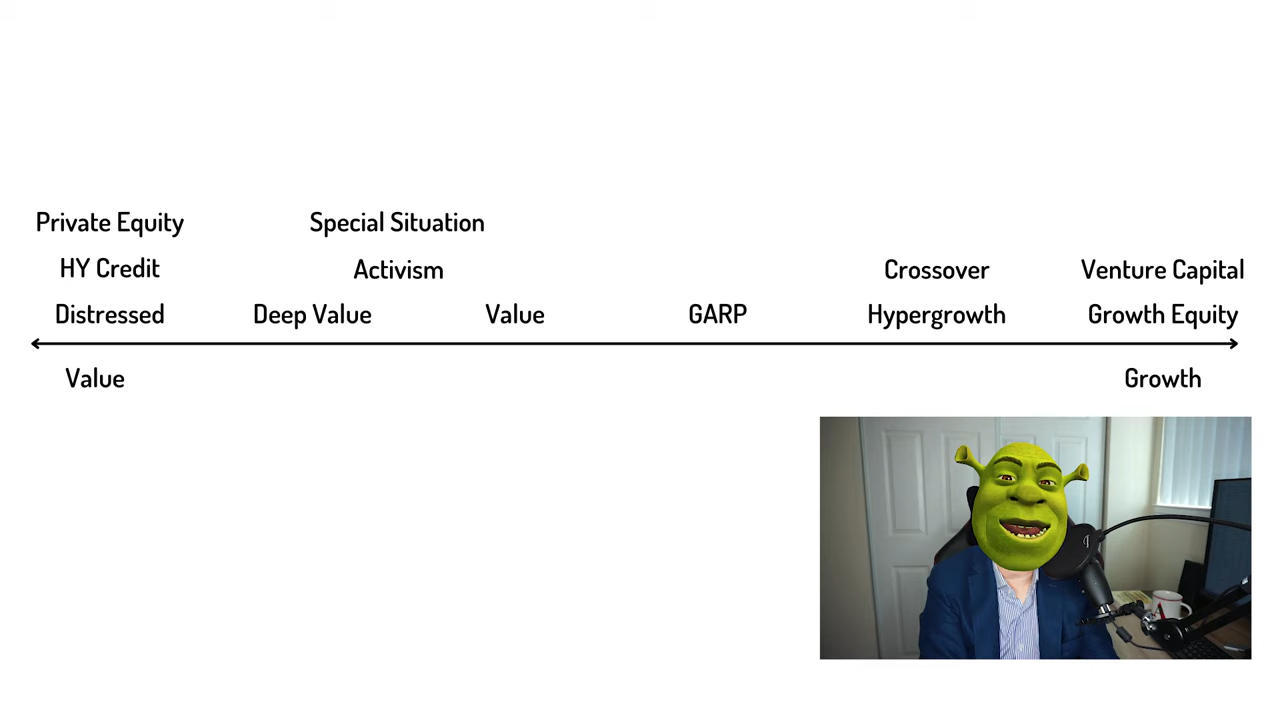 Private Equity
Special Situation
HY Credit
Activism
Crossover
Venture Capital
Distressed
Deep Value
Value
GARP
Hypergrowth
Growth Equity
Value
Growth